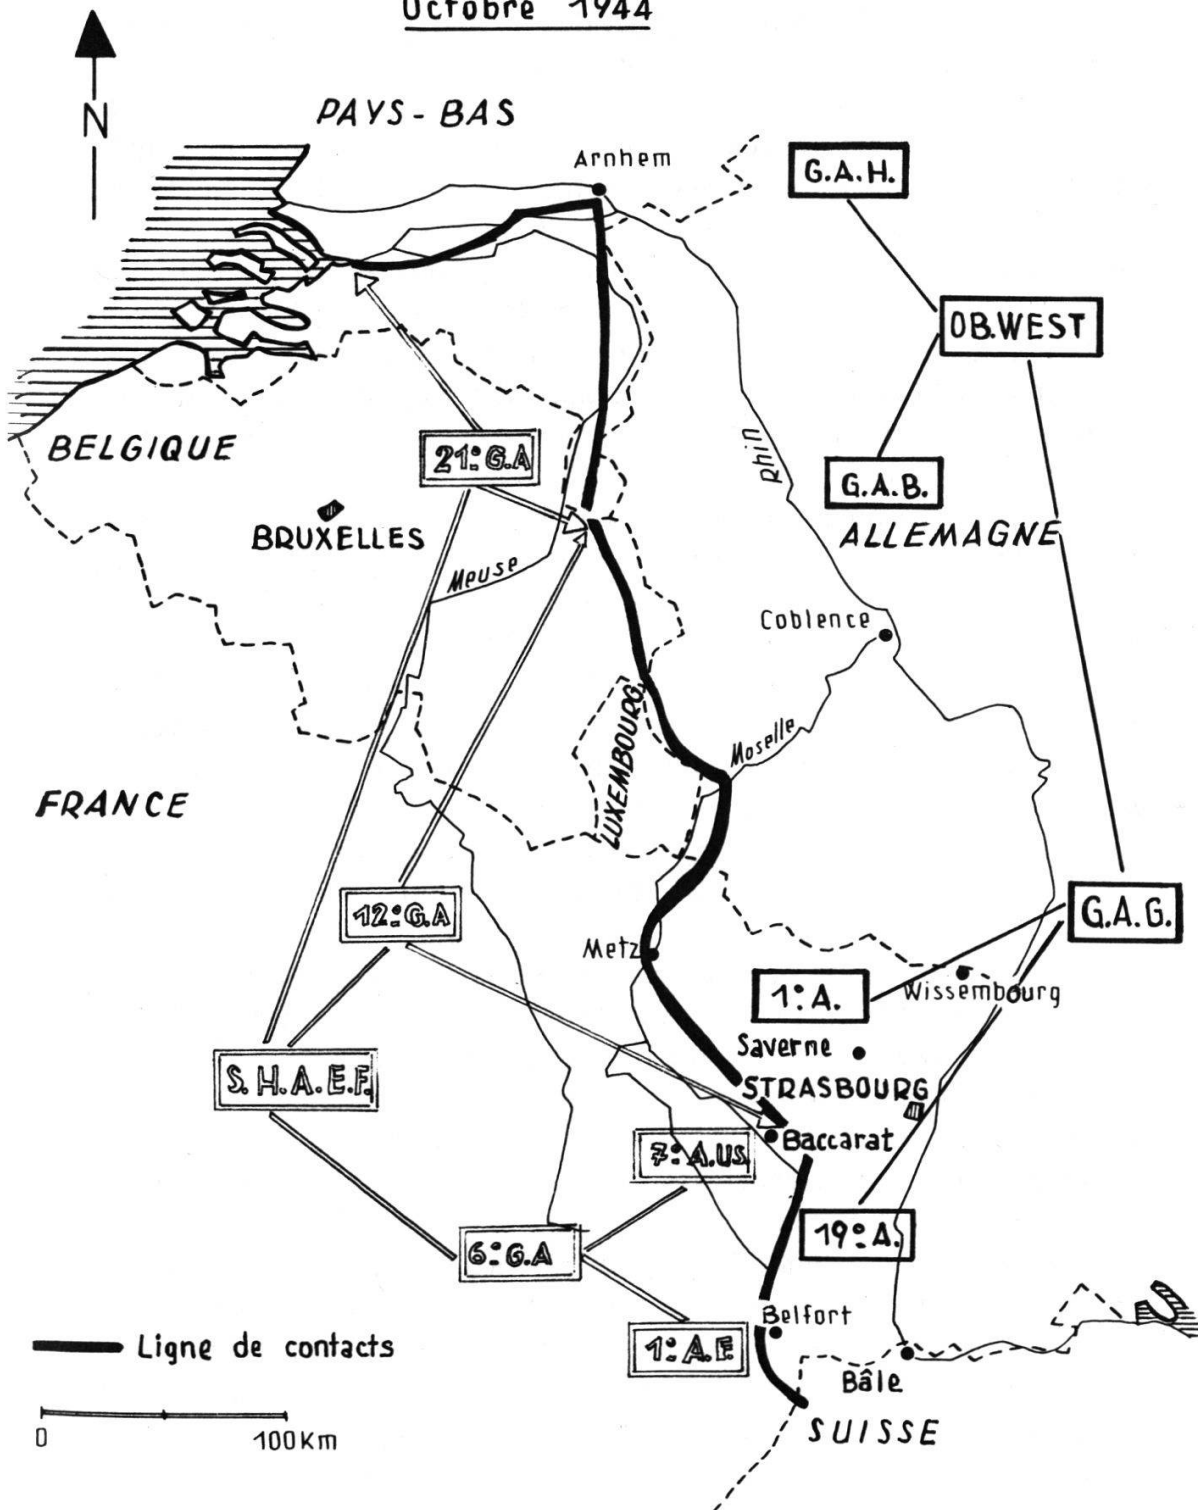 Octobre 1944
N
PAYS-BAS
Arnhem
G.A.H.
OB.WEST
BELGIQUE
21e G.A
Rhin
G.A.B.
BRUXELLES
ALLEMAGNE
Meuse
Coblence
LUXEMBOURG
Moselle
FRANCE
12e G.A
G.A.G.
Metz
1e A.
Wissembourg
Saverne
S.H.A.E.F.
STRASBOURG
7e A.US
Baccarat
19e A.
6e G.A
Belfort
Ligne de contacts
1e A.F.
Bâle
0 100Km
SUISSE